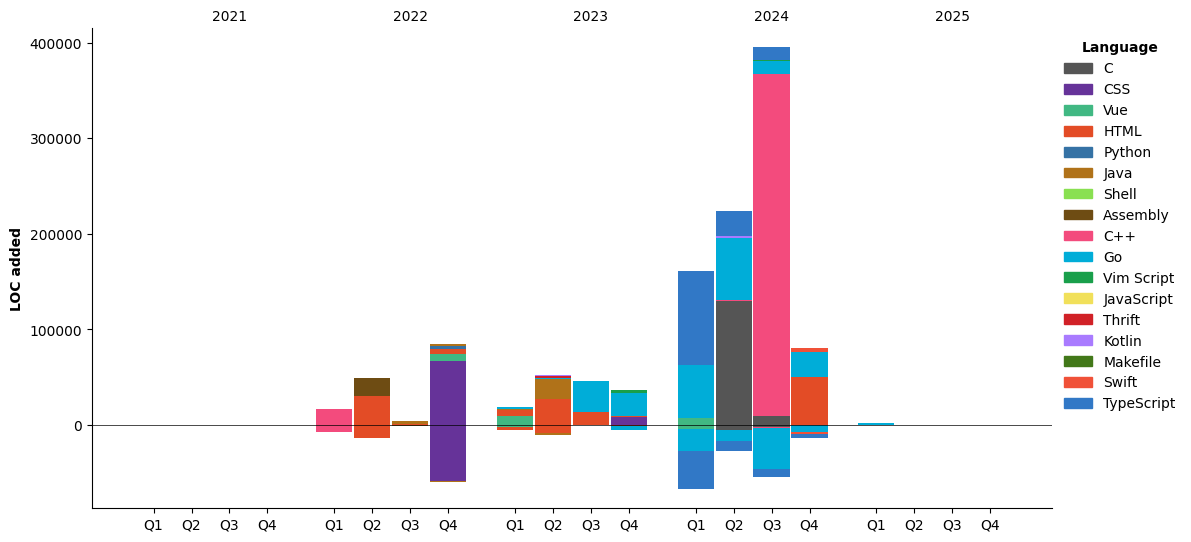 2021 2022 2023 2024 2025
LOC added
400000
300000
200000
100000
0
Q1 Q2 Q3 Q4 Q1 Q2 Q3 Q4 Q1 Q2 Q3 Q4 Q1 Q2 Q3 Q4 Q1 Q2 Q3 Q4
Language
C
CSS
Vue
HTML
Python
Java
Shell
Assembly
C++
Go
Vim Script
JavaScript
Thrift
Kotlin
Makefile
Swift
TypeScript